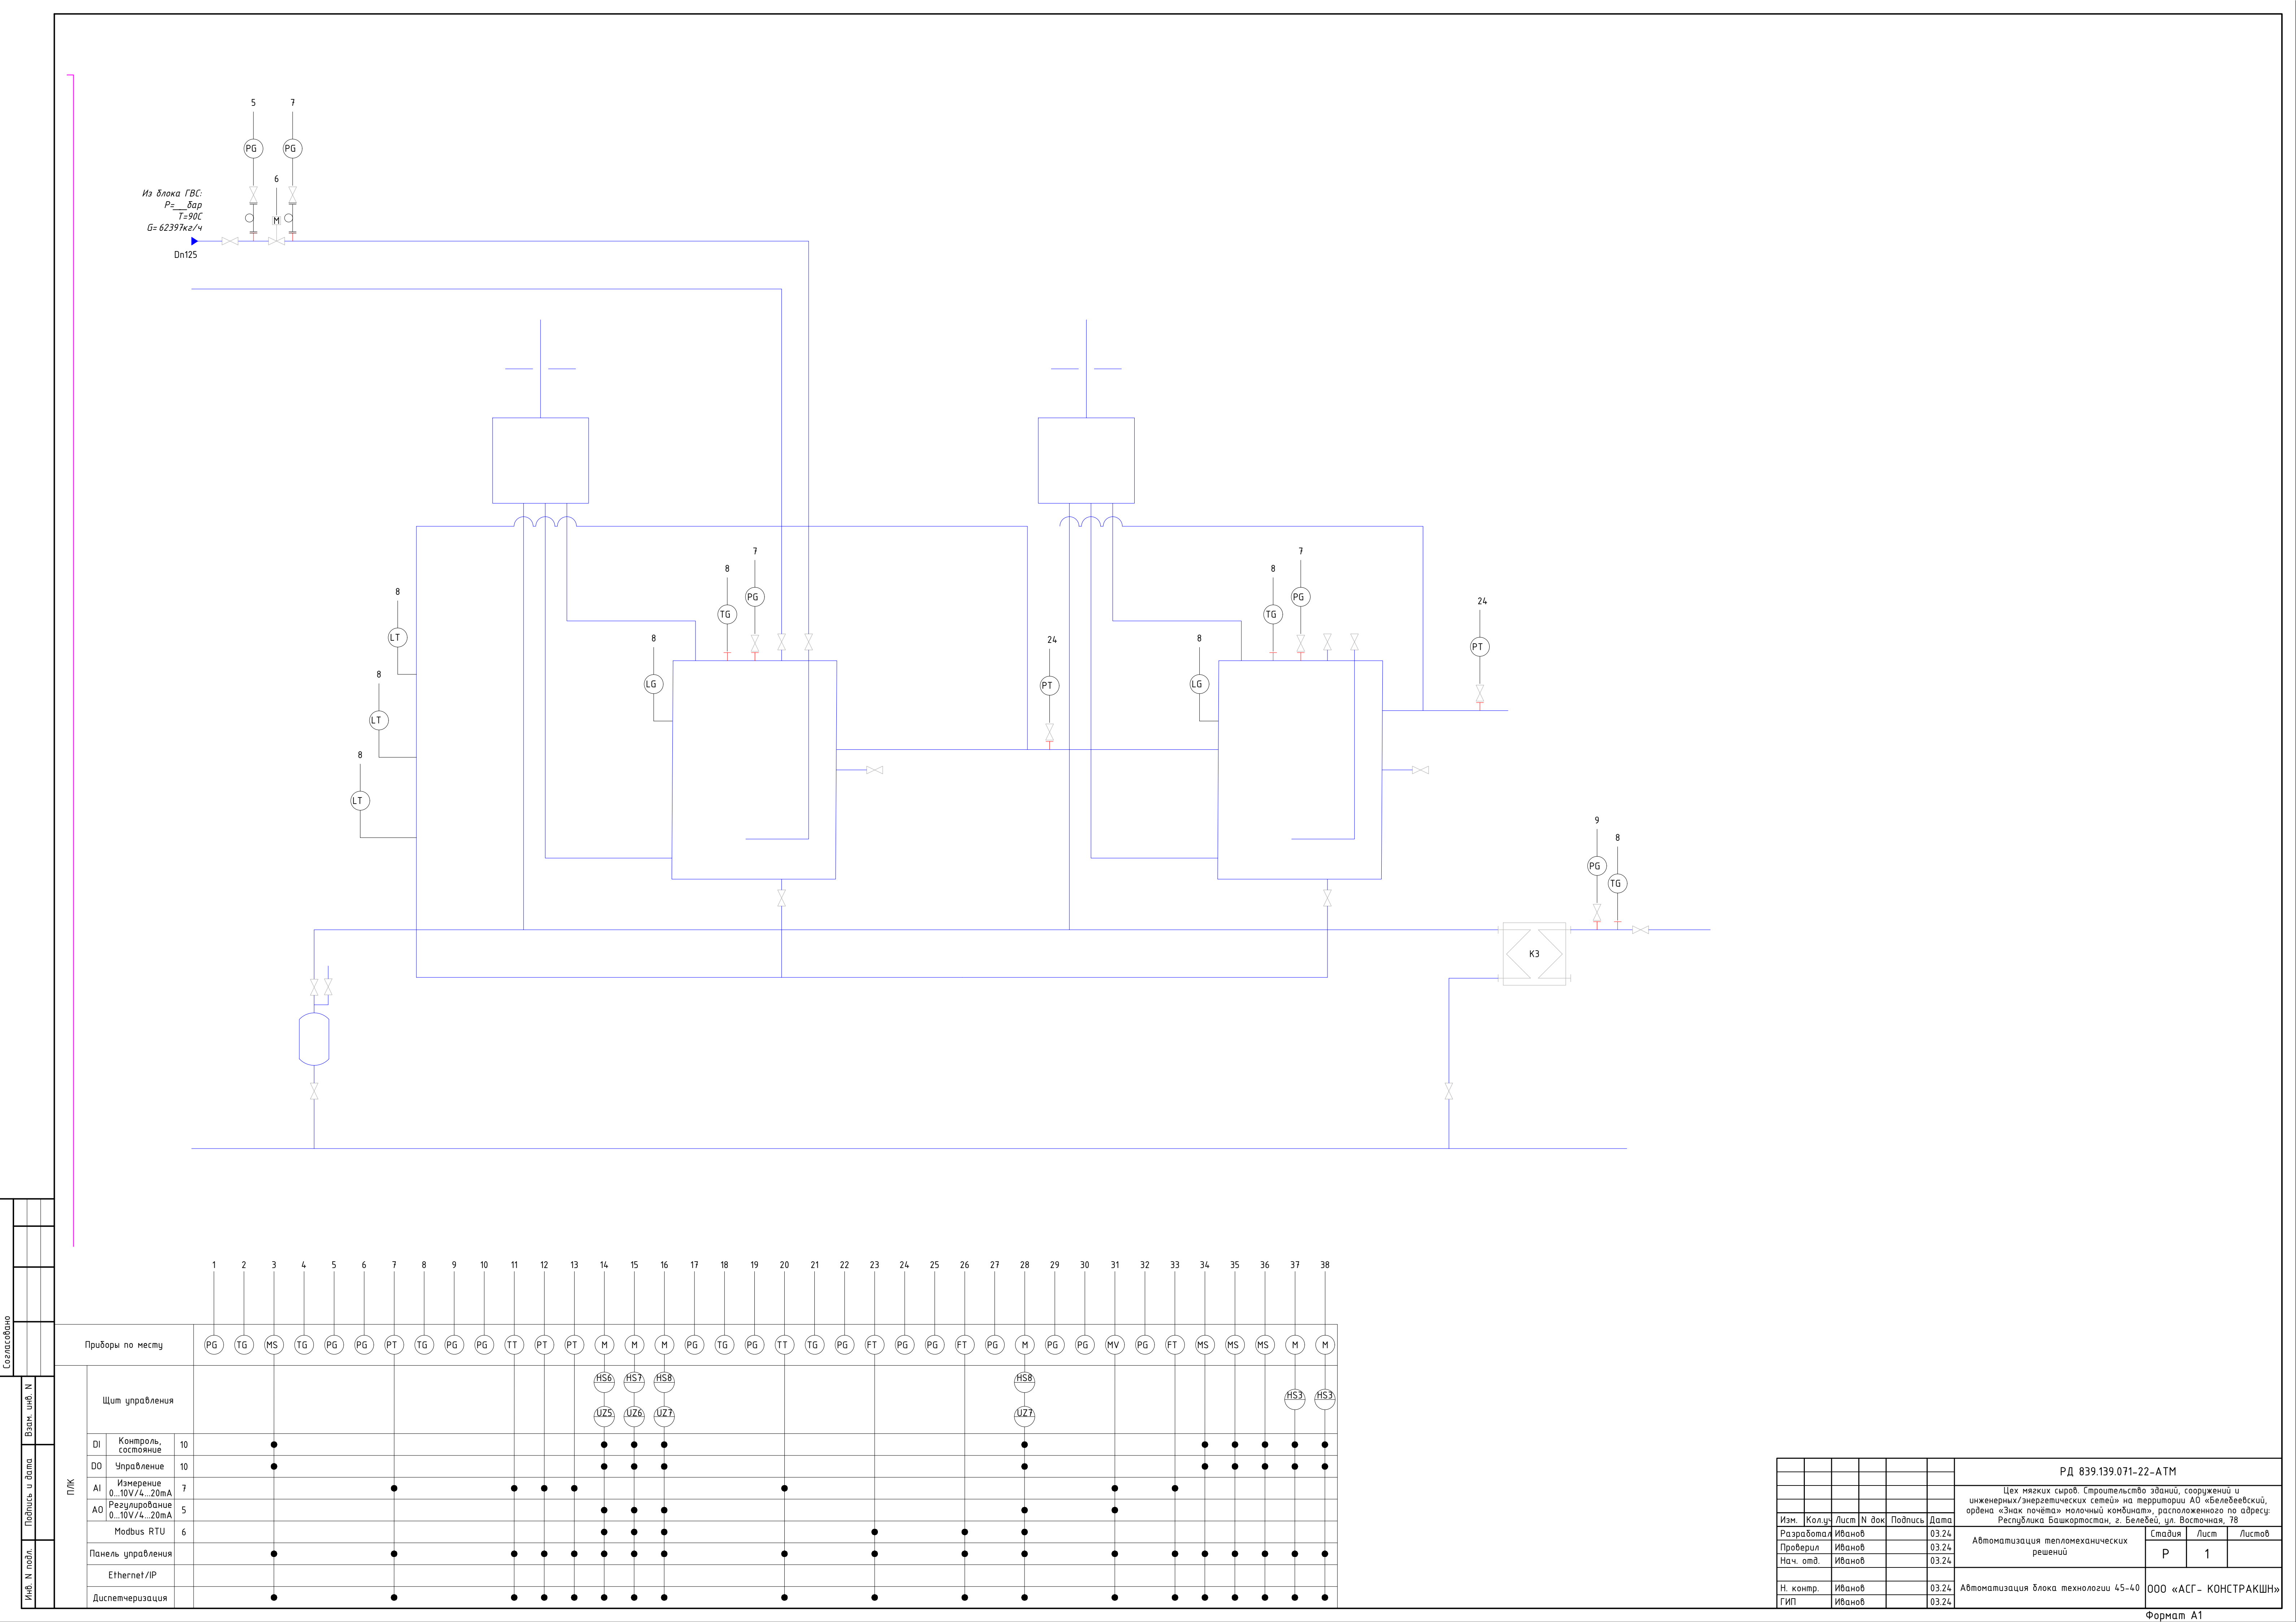 5 7
PG PG
6
Из блока ГВС:
P=__бар
T=90C
G= 62397кг/ч
M
Dn125
7 7
8 8
PG PG
TG TG
8
LT
24
PT
8 8
LG LG
24
PT
8
LT
8
LT
9
PG
8
TG
К3
1 2 3 4 5 6 7 8 9 10 11 12 13 14 15 16 17 18 19 20 21 22 23 24 25 26 27 28 29 30 31 32 33 34 35 36 37 38
Приборы по месту
PG TG MS TG PG PG PT TG PG PG TT PT PT M M M PG TG PG TT TG PG FT PG PG FT PG M PG PG MV PG FT MS MS MS M M
ПЛК
Щит управления
HS6 HS7 HS8 HS8
HS3 HS3
UZ5 UZ6 UZ7 UZ7
DI Контроль, состояние 10
DO Управление 10
AI Измерение 0...10V/4...20mA 7
AO Регулирование 0...10V/4...20mA 5
Modbus RTU 6
Панель управления
Ethernet/IP
Диспетчеризация
Согласовано
Взам. инв. N
Подпись и дата
Инв. N подл.
РД 839.139.071-22-АТМ
Цех мягких сыров. Строительство зданий, сооружений и
инженерных/энергетических сетей» на территории АО «Белебеевский,
ордена «Знак почёта» молочный комбинат», расположенного по адресу:
Республика Башкортостан, г. Белебей, ул. Восточная, 78
Изм. Кол.уч Лист N док Подпись Дата
Разработал Иванов 03.24
Проверил Иванов 03.24
Нач. отд. Иванов 03.24
Н. контр. Иванов 03.24
ГИП Иванов 03.24
Автоматизация тепломеханических
решений
Стадия Лист Листов
Р 1
Автоматизация блока технологии 45-40
ООО «АСГ- КОНСТРАКШН»
Формат А1